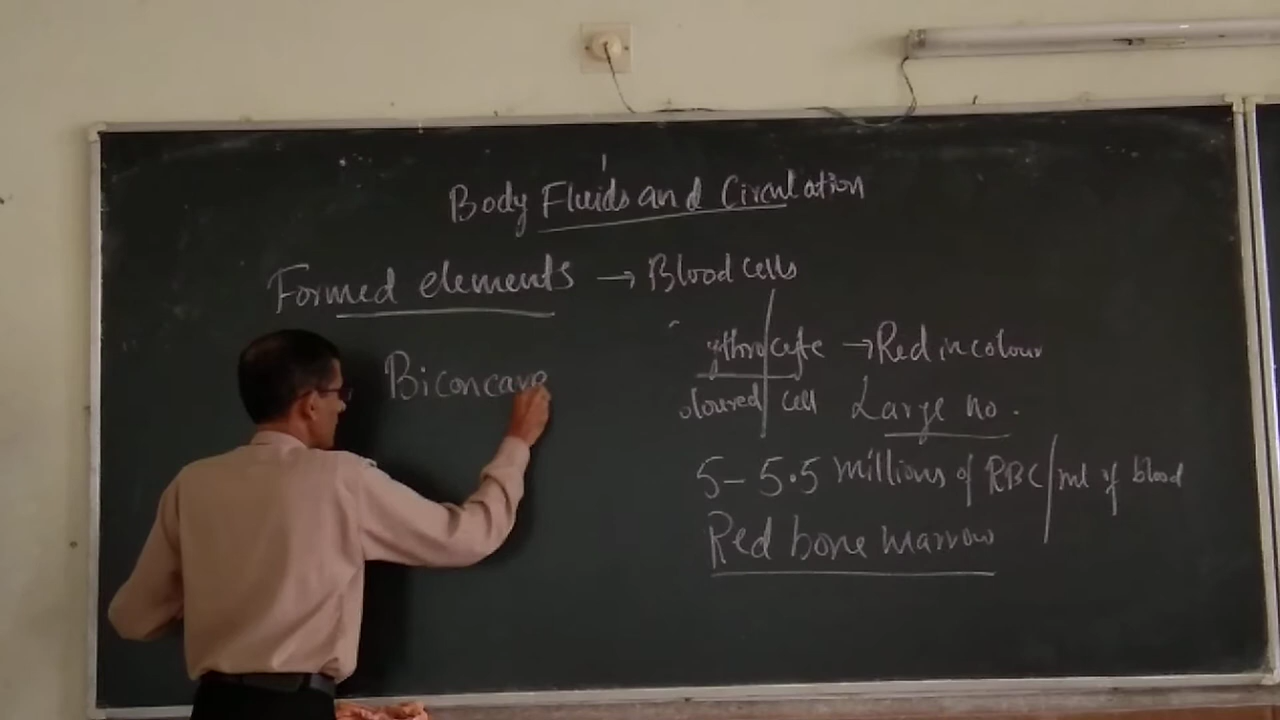 Body Fluids and Circulation
Formed elements → Blood cells
ythrocyte → Red in colour
Biconcave
oloured cell Large no.
5 – 5.5 millions of RBC/ml of blood
Red bone marrow